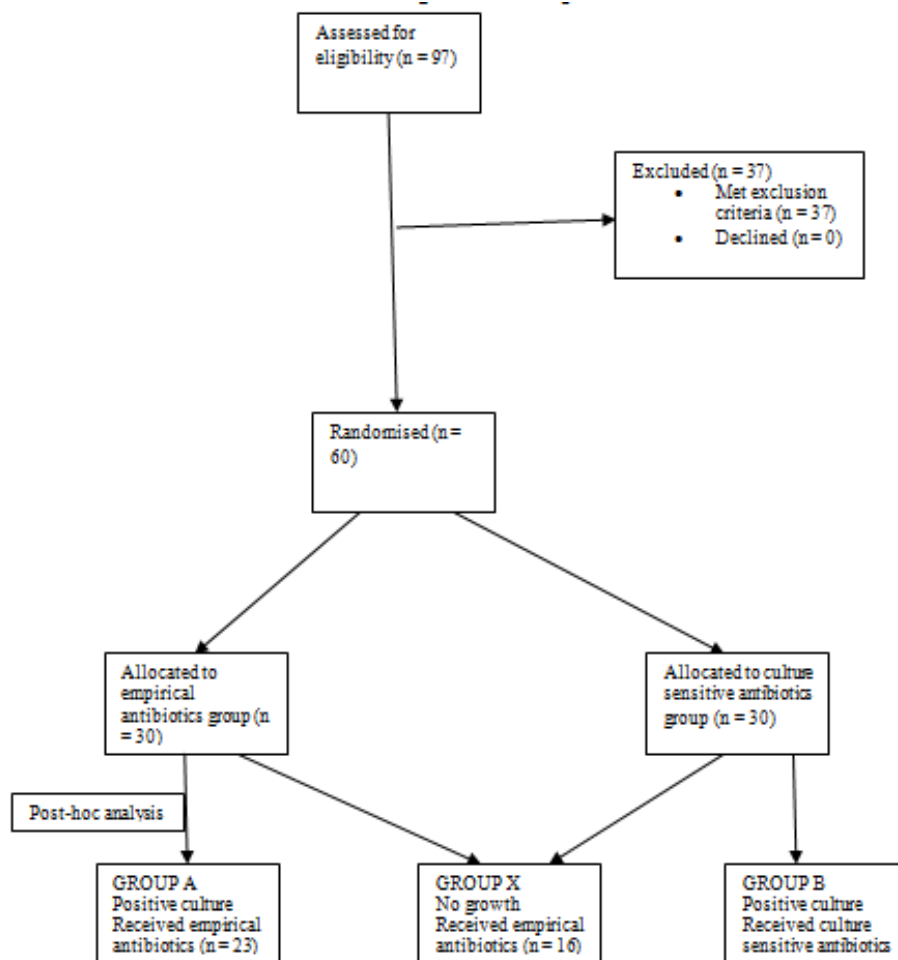 Assessed for
eligibility (n = 97)
Excluded (n = 37)
• Met exclusion
criteria (n = 37)
• Declined (n = 0)
Randomised (n =
60)
Allocated to
empirical
antibiotics group (n
= 30)
Allocated to culture
sensitive antibiotics
group (n = 30)
Post-hoc analysis
GROUP A
Positive culture
Received empirical
antibiotics (n = 23)
GROUP X
No growth
Received empirical
antibiotics (n = 16)
GROUP B
Positive culture
Received culture
sensitive antibiotics